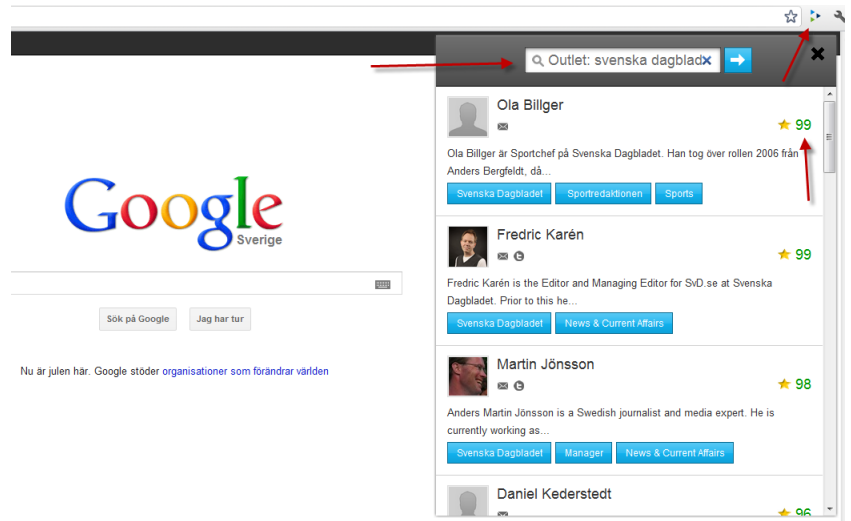 Outlet: svenska dagblad
Ola Billger
99
Ola Billger är Sportchef på Svenska Dagbladet. Han tog över rollen 2006 från
Anders Bergfeldt, då...
Svenska Dagbladet Sportredaktionen Sports
Fredric Karén
99
Fredric Karén is the Editor and Managing Editor for SvD.se at Svenska
Dagbladet. Prior to this he...
Svenska Dagbladet News & Current Affairs
Martin Jönsson
98
Anders Martin Jönsson is a Swedish journalist and media expert. He is
currently working as...
Svenska Dagbladet Manager News & Current Affairs
Daniel Kederstedt
96
Google
Sverige
Sök på Google Jag har tur
Nu är julen här. Google stöder organisationer som förändrar världen